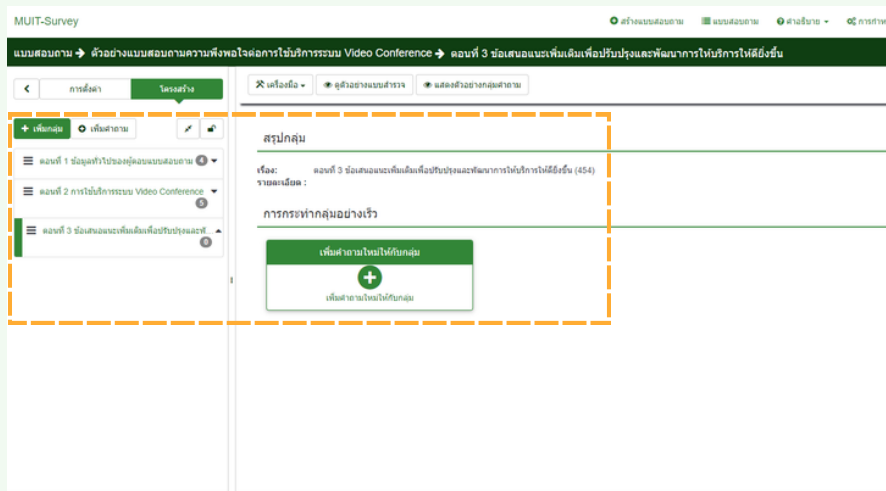 MUIT-Survey
สร้างแบบสอบถาม แบบสอบถาม คำอธิบาย
แบบสอบถาม ตัวอย่างแบบสอบถามความพึงพอใจต่อการใช้บริการระบบ Video Conference ตอนที่ 3 ข้อเสนอแนะเพิ่มเติมเพื่อปรับปรุงและพัฒนาการให้บริการให้ดียิ่งขึ้น
การตั้งค่า โครงสร้าง
เครื่องมือ ดูตัวอย่างแบบสำรวจ แสดงตัวอย่างกลุ่มคำถาม
เพิ่มกลุ่ม เพิ่มคำถาม
ตอนที่ 1 ข้อมูลทั่วไปของผู้ตอบแบบสอบถาม 4
ตอนที่ 2 การใช้บริการระบบ Video Conference
5
ตอนที่ 3 ข้อเสนอแนะเพิ่มเติมเพื่อปรับปรุงและพั...
0
สรุปกลุ่ม
เรื่อง: ตอนที่ 3 ข้อเสนอแนะเพิ่มเติมเพื่อปรับปรุงและพัฒนาการให้บริการให้ดียิ่งขึ้น (454)
รายละเอียด :
การกระทำกลุ่มอย่างเร็ว
เพิ่มคำถามใหม่ให้กับกลุ่ม
เพิ่มคำถามใหม่ให้กับกลุ่ม